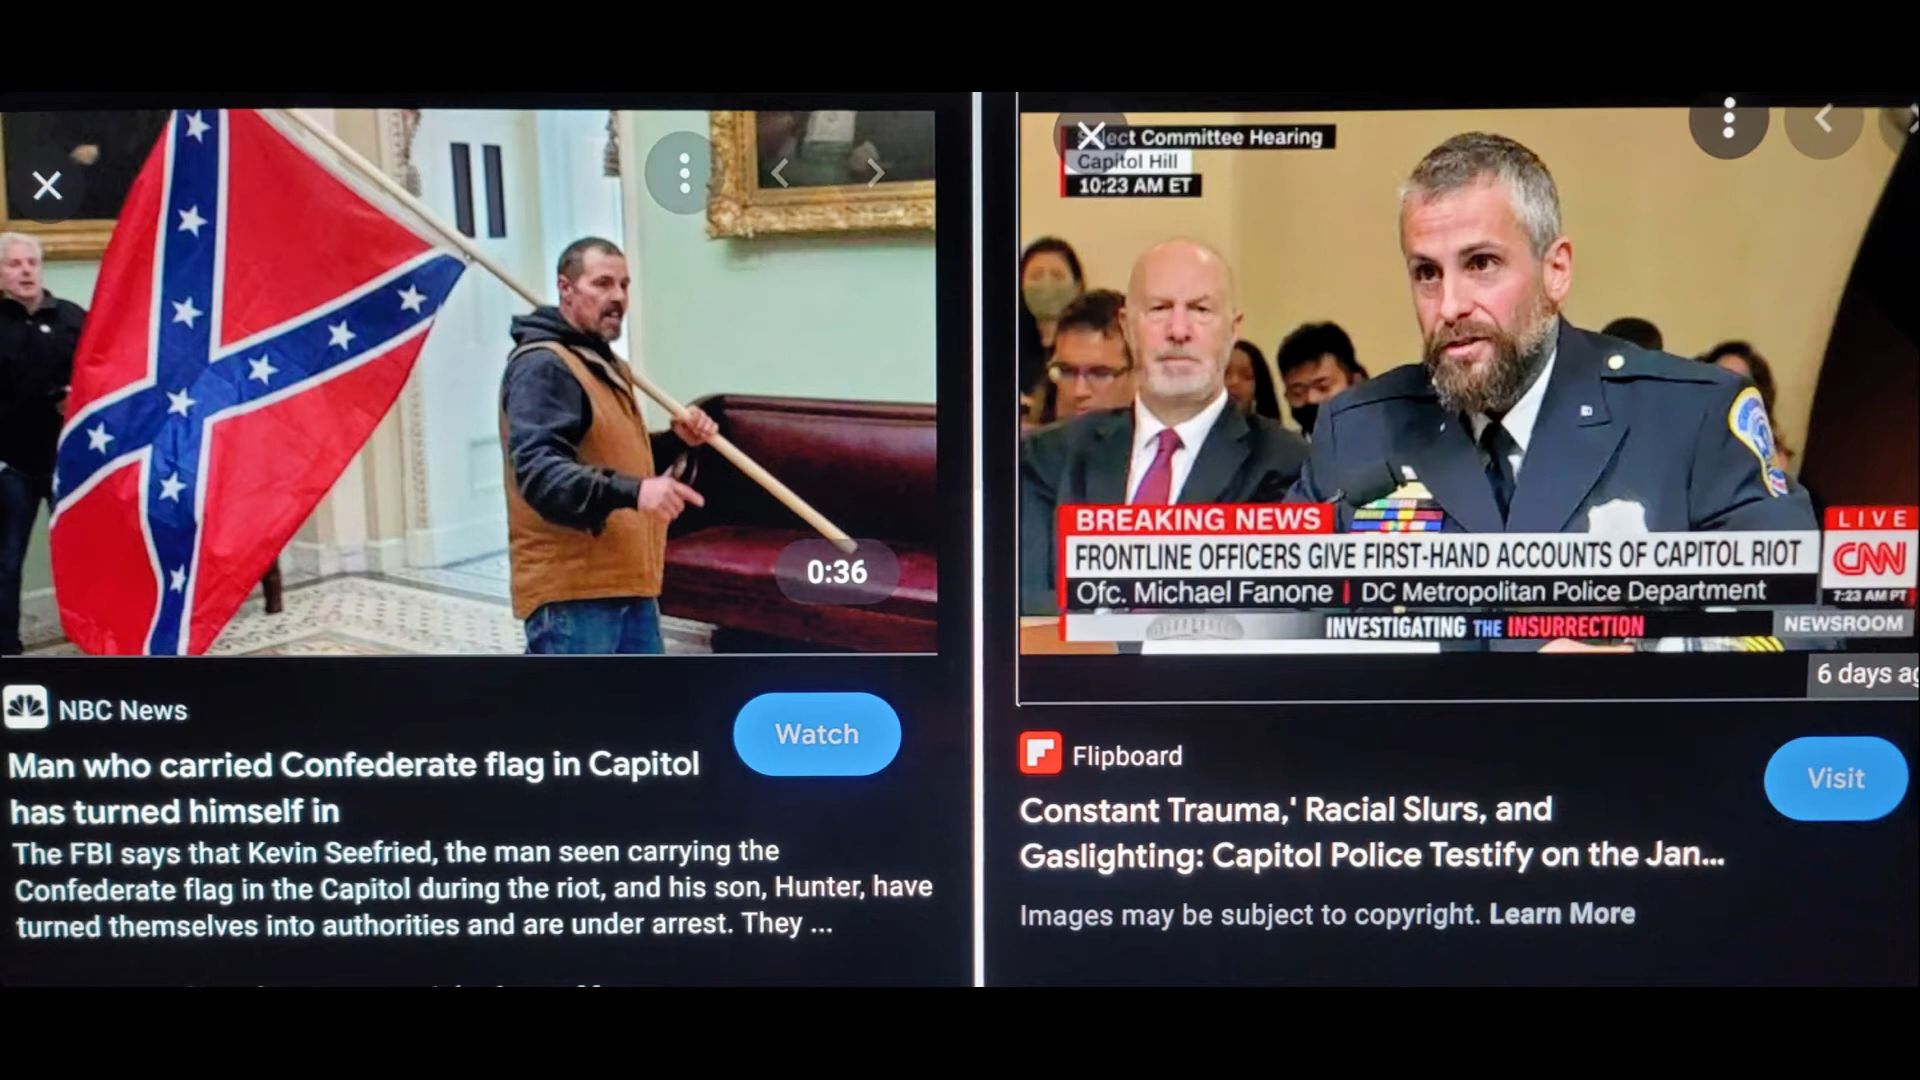 0:36
NBC News
Watch
Man who carried Confederate flag in Capitol
has turned himself in
The FBI says that Kevin Seefried, the man seen carrying the
Confederate flag in the Capitol during the riot, and his son, Hunter, have
turned themselves into authorities and are under arrest. They ...
Committee Hearing
Capitol Hill
10:23 AM ET
BREAKING NEWS
LIVE
FRONTLINE OFFICERS GIVE FIRST-HAND ACCOUNTS OF CAPITOL RIOT
CNN
Ofc. Michael Fanone | DC Metropolitan Police Department
7:23 AM PT
INVESTIGATING THE INSURRECTION
NEWSROOM
6 days ag
Flipboard
Visit
Constant Trauma,' Racial Slurs, and
Gaslighting: Capitol Police Testify on the Jan...
Images may be subject to copyright. Learn More